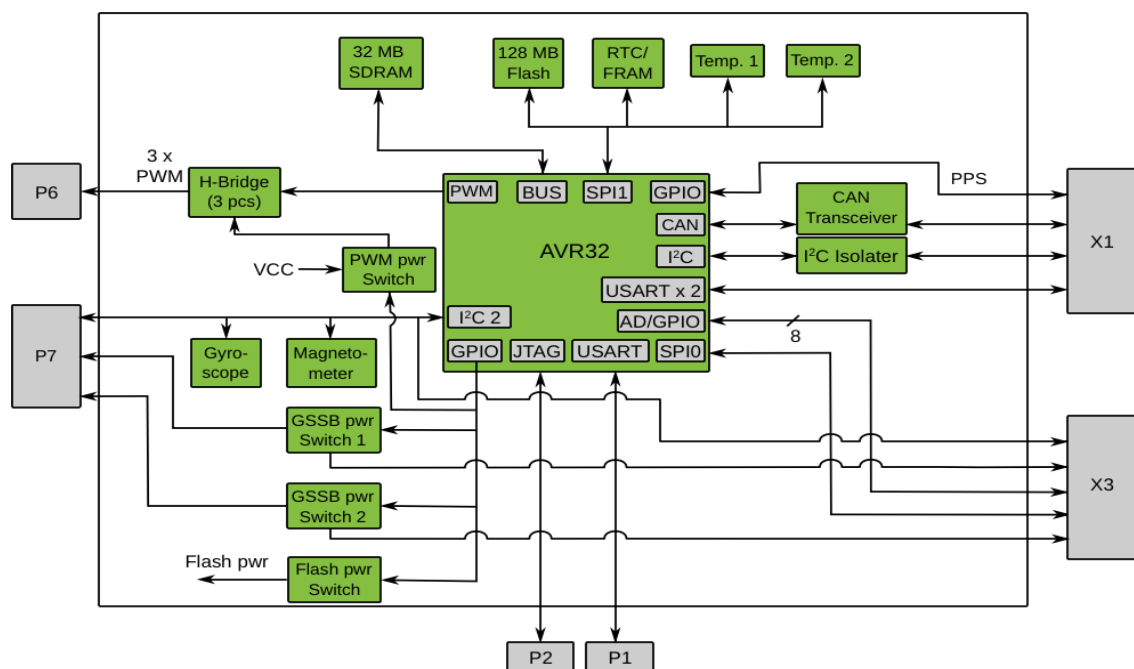 32 MB
SDRAM
128 MB
Flash
RTC/
FRAM
Temp. 1
Temp. 2
3 x
PWM
P6
H-Bridge
(3 pcs)
PWM
BUS
SPI1
GPIO
PPS
CAN
Transceiver
X1
CAN
AVR32
I²C
I²C Isolater
VCC
PWM pwr
Switch
USART x 2
I²C 2
AD/GPIO
8
P7
Gyro-
scope
Magneto-
meter
GPIO
JTAG
USART
SPI0
GSSB pwr
Switch 1
GSSB pwr
Switch 2
X3
Flash pwr
Flash pwr
Switch
P2
P1